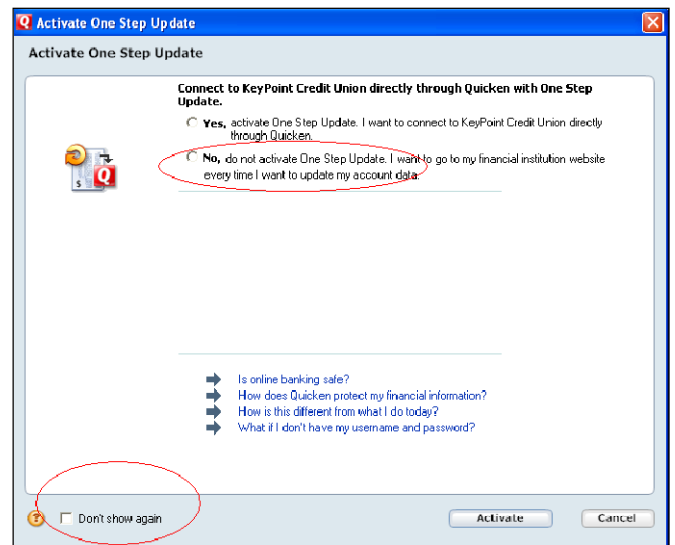 Activate One Step Update
Activate One Step Update
Connect to KeyPoint Credit Union directly through Quicken with One Step
Update.
Yes, activate One Step Update. I want to connect to KeyPoint Credit Union directly
through Quicken.
No, do not activate One Step Update. I want to go to my financial institution website
every time I want to update my account data.
$ Q
Is online banking safe?
How does Quicken protect my financial information?
How is this different from what I do today?
What if I don't have my username and password?
? Don't show again
Activate
Cancel